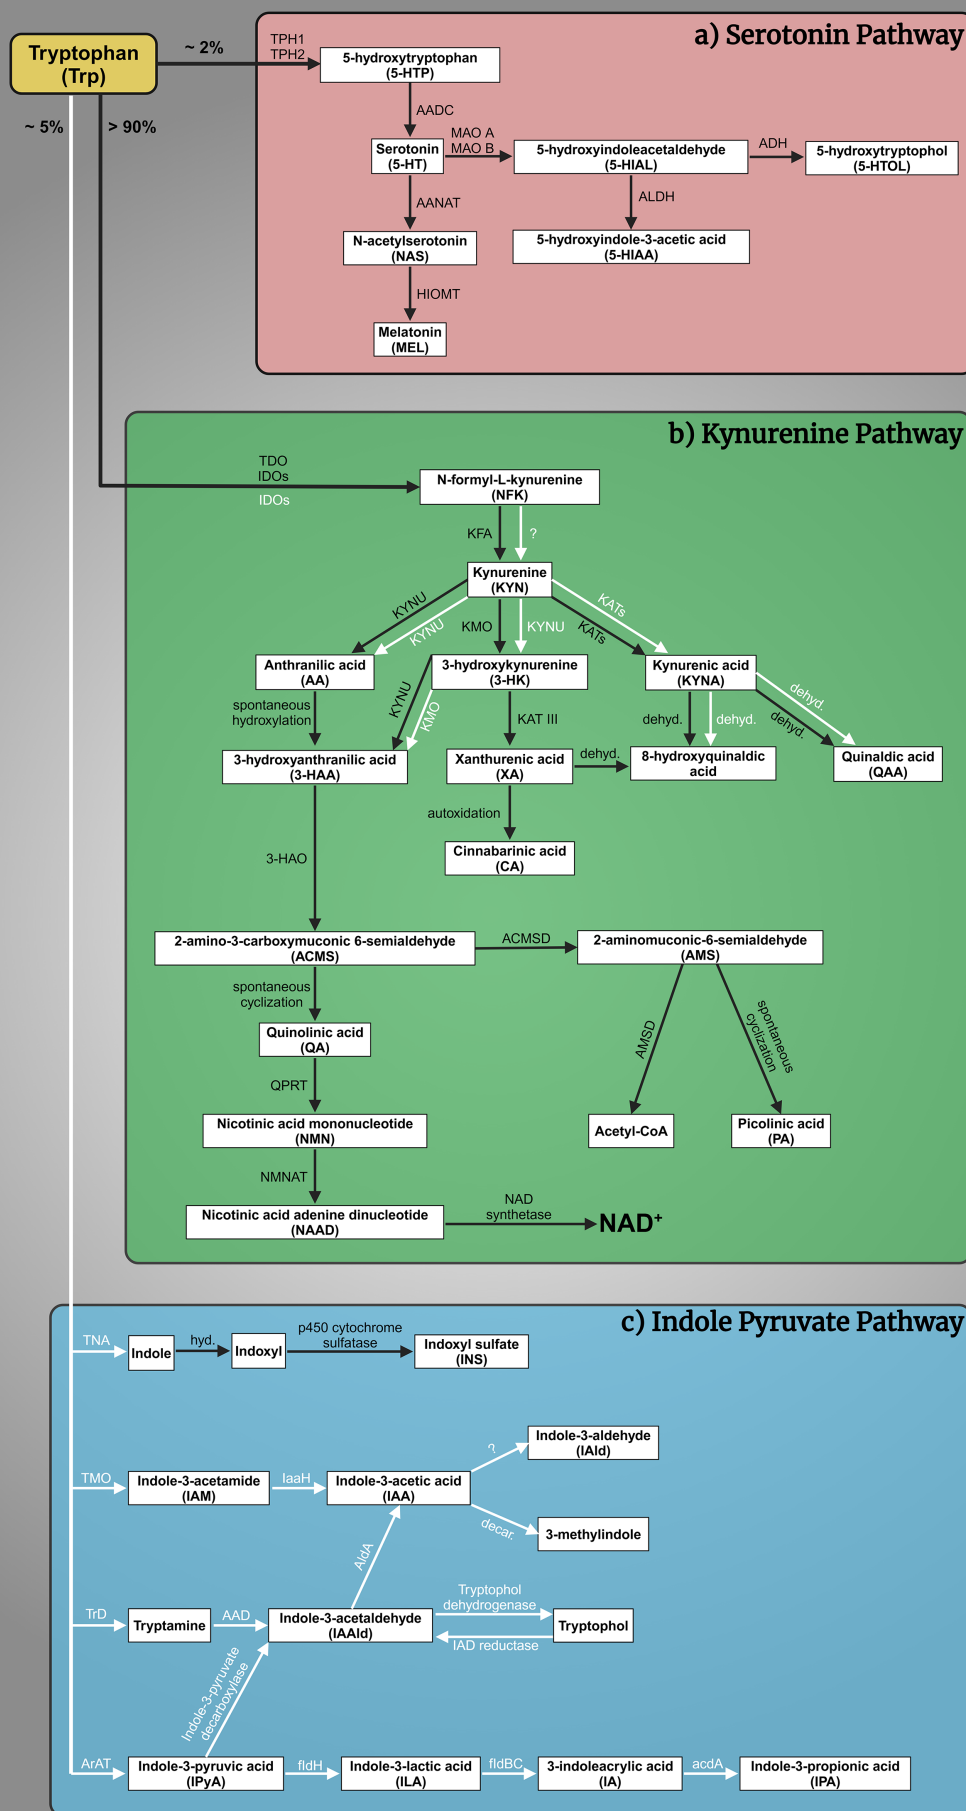 a) Serotonin Pathway
Tryptophan
(Trp)
~ 2%
~ 5%
> 90%
TPH1
TPH2
5-hydroxytryptophan
(5-HTP)
AADC
Serotonin
(5-HT)
MAO A
MAO B
5-hydroxyindoleacetaldehyde
(5-HIAL)
ADH
5-hydroxytryptophol
(5-HTOL)
AANAT
ALDH
N-acetylserotonin
(NAS)
5-hydroxyindole-3-acetic acid
(5-HIAA)
HIOMT
Melatonin
(MEL)
b) Kynurenine Pathway
TDO
IDOs
IDOs
N-formyl-L-kynurenine
(NFK)
KFA
?
Kynurenine
(KYN)
KYNU
KYNU
KMO
KYNU
KATs
KATs
Anthranilic acid
(AA)
3-hydroxykynurenine
(3-HK)
Kynurenic acid
(KYNA)
spontaneous
hydroxylation
KYNU
KMO
KAT III
dehyd.
dehyd.
dehyd.
dehyd.
3-hydroxyanthranilic acid
(3-HAA)
Xanthurenic acid
(XA)
dehyd.
8-hydroxyquinaldic
acid
Quinaldic acid
(QAA)
autoxidation
3-HAO
Cinnabarinic acid
(CA)
2-amino-3-carboxymuconic 6-semialdehyde
(ACMS)
ACMSD
2-aminomuconic-6-semialdehyde
(AMS)
spontaneous
cyclization
AMSD
spontaneous
cyclization
Quinolinic acid
(QA)
QPRT
Nicotinic acid mononucleotide
(NMN)
Acetyl-CoA
Picolinic acid
(PA)
NMNAT
Nicotinic acid adenine dinucleotide
(NAAD)
NAD
synthetase
NAD⁺
c) Indole Pyruvate Pathway
TNA
Indole
hyd.
Indoxyl
p450 cytochrome
sulfatase
Indoxyl sulfate
(INS)
TMO
Indole-3-acetamide
(IAM)
IaaH
Indole-3-acetic acid
(IAA)
?
Indole-3-aldehyde
(IAld)
decar.
3-methylindole
AldA
TrD
Tryptamine
AAD
Indole-3-acetaldehyde
(IAAld)
Tryptophol
dehydrogenase
IAD reductase
Tryptophol
Indole-3-pyruvate
decarboxylase
ArAT
Indole-3-pyruvic acid
(IPyA)
fldH
Indole-3-lactic acid
(ILA)
fldBC
3-indoleacrylic acid
(IA)
acdA
Indole-3-propionic acid
(IPA)